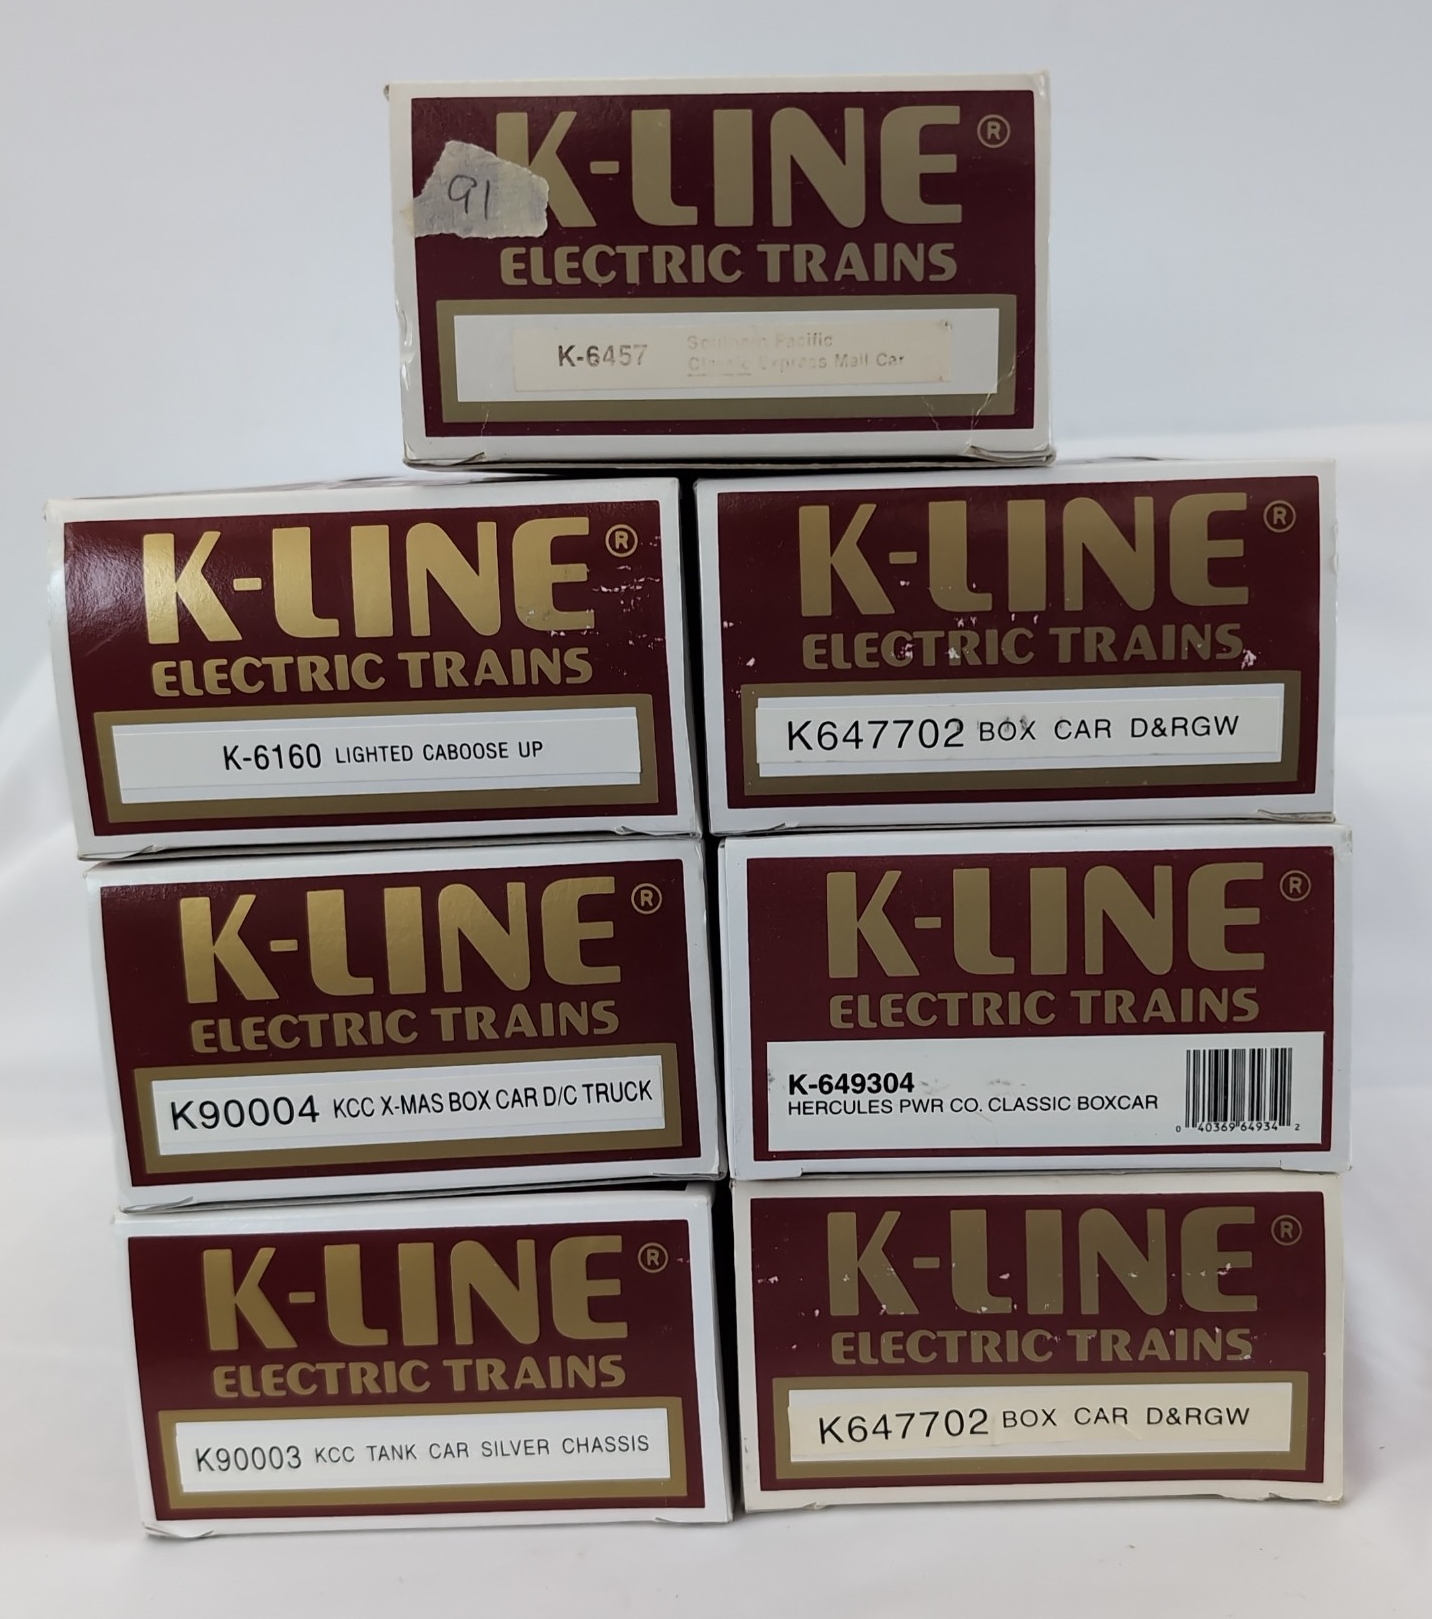 K-LINE®
91
ELECTRIC TRAINS
K-6457 Southern Pacific
Classic Express Mail Car
K-LINE®
ELECTRIC TRAINS
K-6160 LIGHTED CABOOSE UP
K-LINE®
ELECTRIC TRAINS
K647702 BOX CAR D&RGW
K-LINE®
ELECTRIC TRAINS
K90004 KCC X-MAS BOX CAR D/C TRUCK
K-LINE®
ELECTRIC TRAINS
K-649304
HERCULES PWR CO. CLASSIC BOXCAR
0 40369 64934 2
K-LINE®
ELECTRIC TRAINS
K90003 KCC TANK CAR SILVER CHASSIS
K-LINE®
ELECTRIC TRAINS
K647702 BOX CAR D&RGW